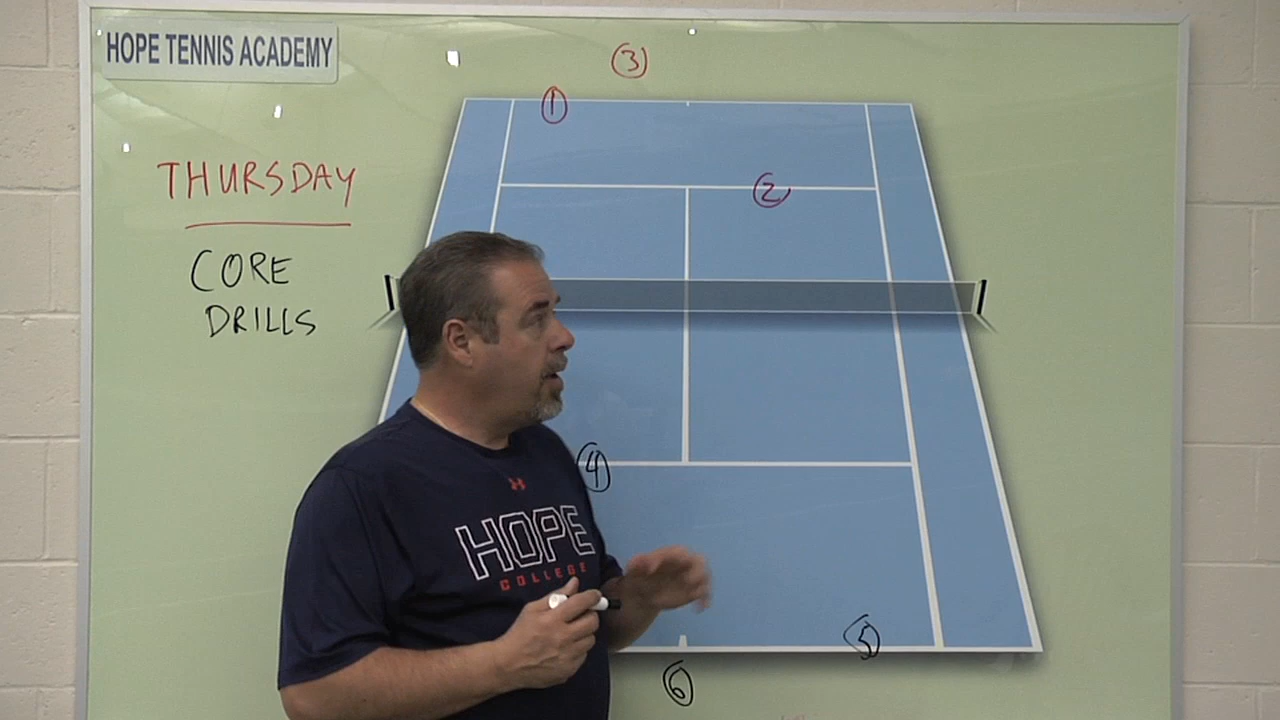 HOPE TENNIS ACADEMY
3
1
THURSDAY
2
CORE
DRILLS
4
HOPE
COLLEGE
5
6